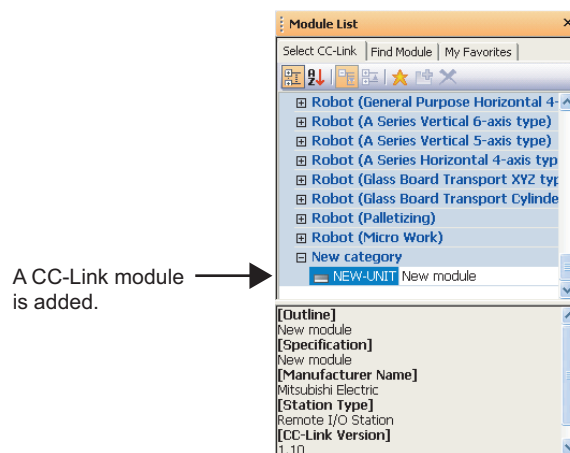 Module List
Select CC-Link Find Module My Favorites
Robot (General Purpose Horizontal 4-
Robot (A Series Vertical 6-axis type)
Robot (A Series Vertical 5-axis type)
Robot (A Series Horizontal 4-axis typ
Robot (Glass Board Transport XYZ typ
Robot (Glass Board Transport Cylinde
Robot (Palletizing)
Robot (Micro Work)
New category
NEW-UNIT New module
A CC-Link module
is added.
[Outline]
New module
[Specification]
New module
[Manufacturer Name]
Mitsubishi Electric
[Station Type]
Remote I/O Station
[CC-Link Version]
1.10